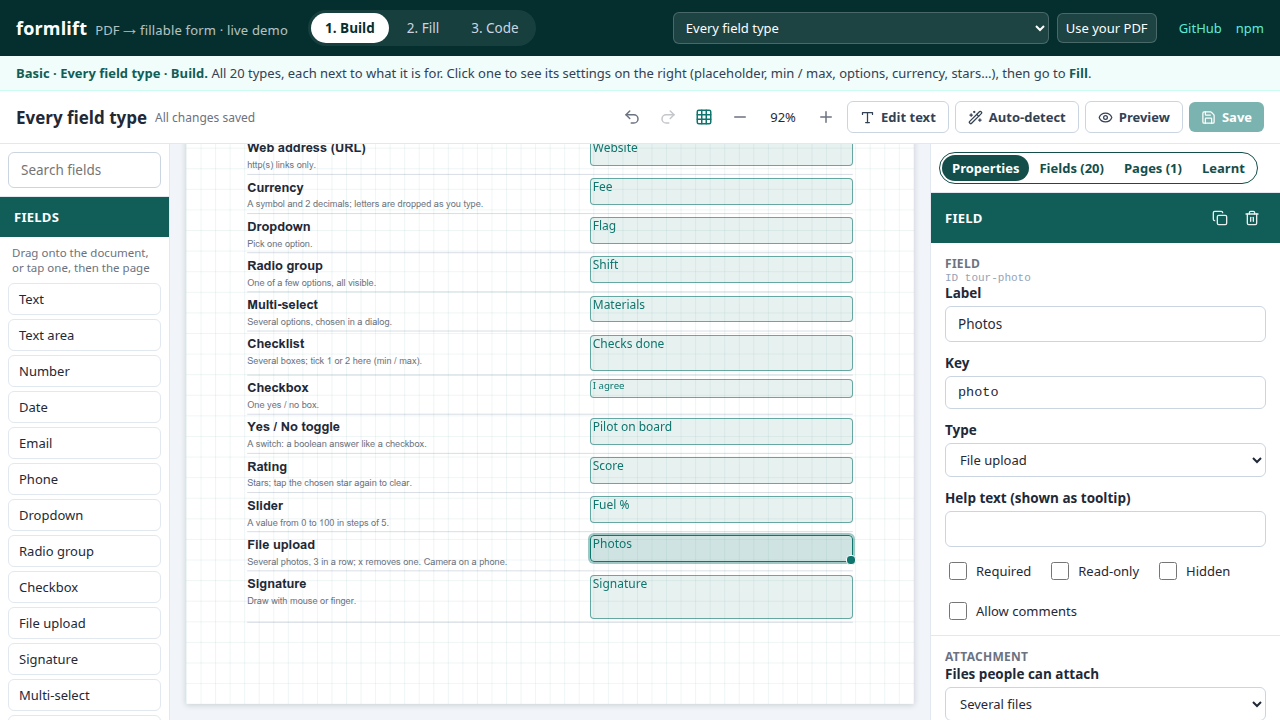 formlift PDF → fillable form · live demo 1. Build 2. Fill 3. Code Every field type Use your PDF GitHub npm
Basic · Every field type · Build. All 20 types, each next to what it is for. Click one to see its settings on the right (placeholder, min / max, options, currency, stars...), then go to Fill.
Every field type All changes saved 92% Edit text Auto-detect Preview Save
Search fields
FIELDS
Drag onto the document,
or tap one, then the page
Text
Text area
Number
Date
Email
Phone
Dropdown
Radio group
Checkbox
File upload
Signature
Multi-select
Web address (URL) Website
http(s) links only.
Currency Fee
A symbol and 2 decimals; letters are dropped as you type.
Dropdown Flag
Pick one option.
Radio group Shift
One of a few options, all visible.
Multi-select Materials
Several options, chosen in a dialog.
Checklist Checks done
Several boxes; tick 1 or 2 here (min / max).
Checkbox I agree
One yes / no box.
Yes / No toggle Pilot on board
A switch: a boolean answer like a checkbox.
Rating Score
Stars; tap the chosen star again to clear.
Slider Fuel %
A value from 0 to 100 in steps of 5.
File upload Photos
Several photos, 3 in a row; x removes one. Camera on a phone.
Signature Signature
Draw with mouse or finger.
Properties Fields (20) Pages (1) Learnt
FIELD
FIELD
ID tour-photo
Label
Photos
Key
photo
Type
File upload
Help text (shown as tooltip)
Required Read-only Hidden
Allow comments
ATTACHMENT
Files people can attach
Several files